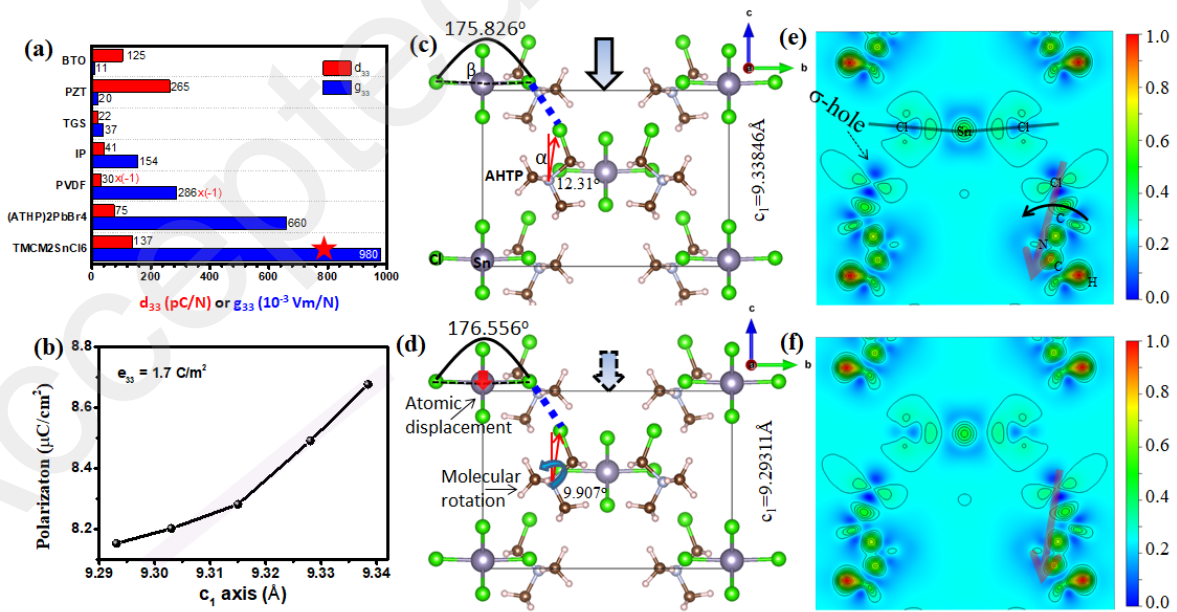 Accepted
(a)
BTO
PZT
TGS
IP
PVDF
(ATHP)2PbBr4
TMCM2SnCl6
125
11
265
20
22
37
41
154
30x(-1)
286x(-1)
75
660
137
980
d33
g33
0 200 400 600 800 1000
d33 (pC/N) or g33 (10-3 Vm/N)
(b)
e33 = 1.7 C/m2
Polarizaton (μC/cm2)
8.8
8.6
8.4
8.2
9.29 9.30 9.31 9.32 9.33 9.34
c1 axis (Å)
(c)
175.826o
β
α
AHTP
12.31o
Cl
Sn
c
b
c1=9.33846Å
(d)
176.556o
Atomic
displacement
Molecular
rotation
9.907o
c
b
c1=9.29311Å
(e)
σ-hole
Cl
Sn
Cl
Cl
C
N
C
H
1.0
0.8
0.6
0.4
0.2
0.0
(f)
1.0
0.8
0.6
0.4
0.2
0.0